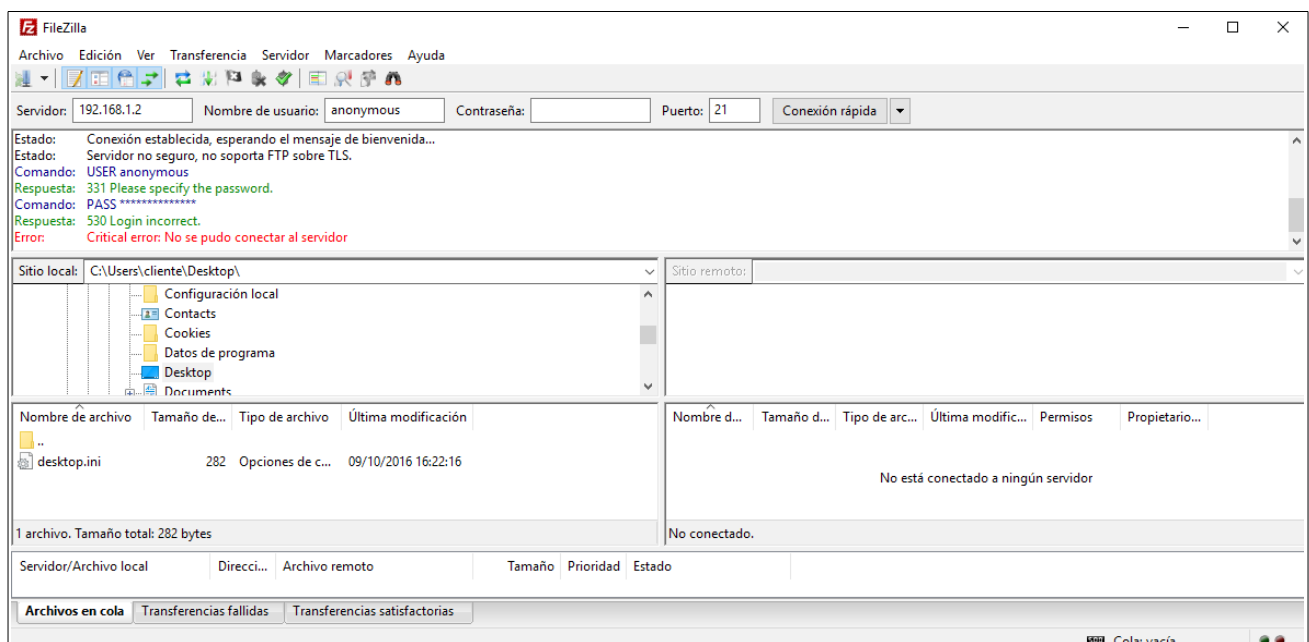 FileZilla
Archivo Edición Ver Transferencia Servidor Marcadores Ayuda
Servidor: 192.168.1.2 Nombre de usuario: anonymous Contraseña: Puerto: 21 Conexión rápida
Estado: Conexión establecida, esperando el mensaje de bienvenida...
Estado: Servidor no seguro, no soporta FTP sobre TLS.
Comando: USER anonymous
Respuesta: 331 Please specify the password.
Comando: PASS **************
Respuesta: 530 Login incorrect.
Error: Critical error: No se pudo conectar al servidor
Sitio local: C:\Users\cliente\Desktop\ Sitio remoto:
Configuración local
Contacts
Cookies
Datos de programa
Desktop
Documents
Nombre de archivo Tamaño de... Tipo de archivo Última modificación Nombre d... Tamaño d... Tipo de arc... Última modific... Permisos Propietario...
..
desktop.ini 282 Opciones de c... 09/10/2016 16:22:16
No está conectado a ningún servidor
1 archivo. Tamaño total: 282 bytes No conectado.
Servidor/Archivo local Direcci... Archivo remoto Tamaño Prioridad Estado
Archivos en cola Transferencias fallidas Transferencias satisfactorias
Cola: vacía